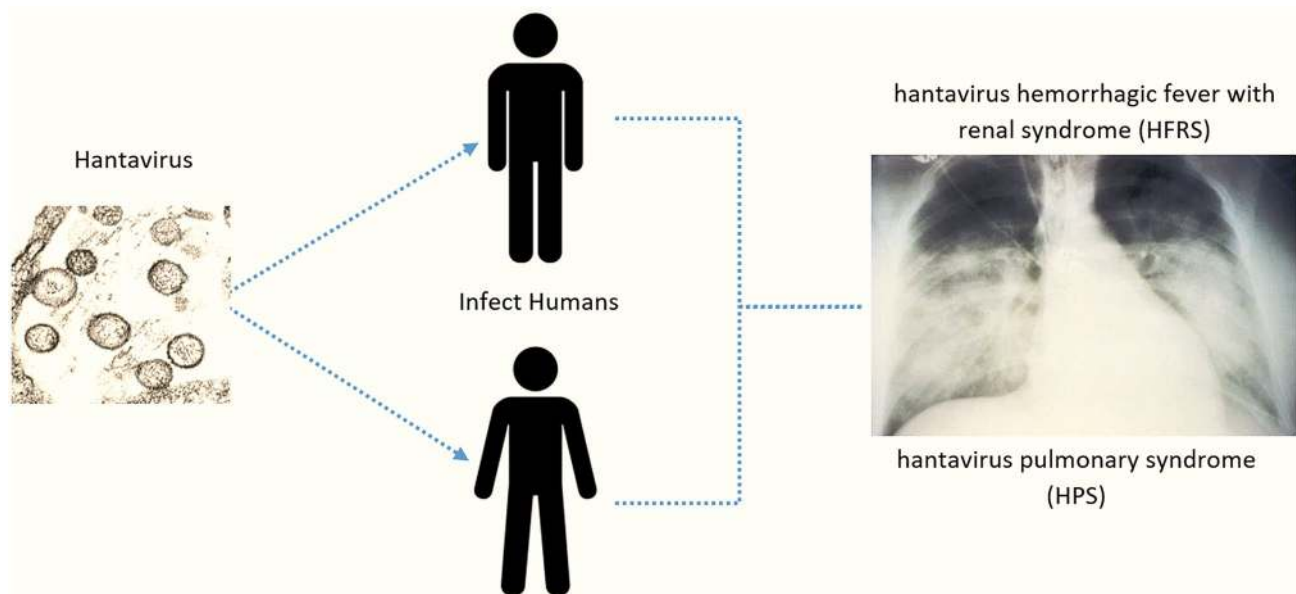 Hantavirus
Infect Humans
hantavirus hemorrhagic fever with
renal syndrome (HFRS)
hantavirus pulmonary syndrome
(HPS)